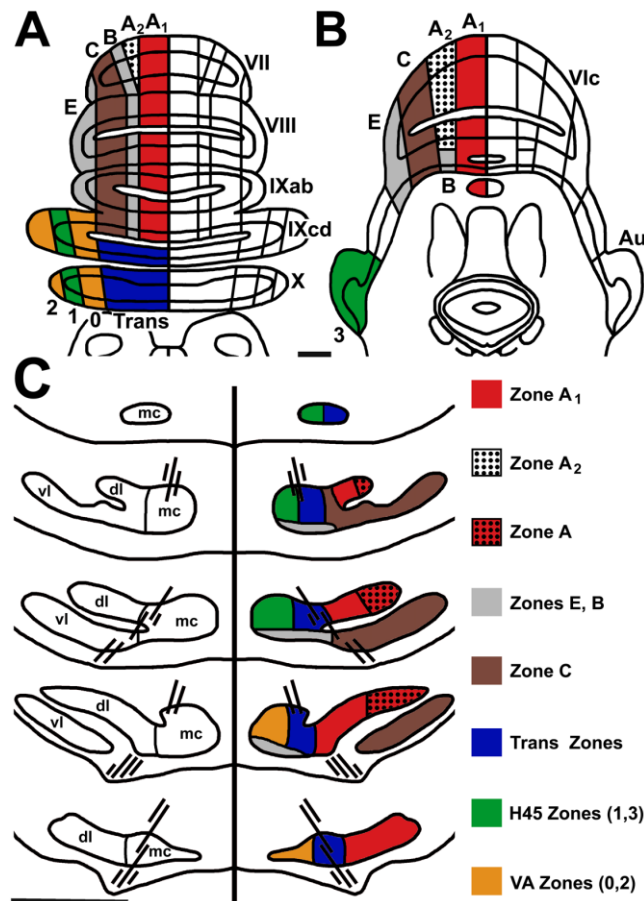 A
C B A2 A1
VII
E
VIII
IXab
IXcd
X
2 1 0 Trans
B
C A2 A1
VIc
E
B
Au
3
C
mc
vl dl mc
vl dl mc
vl dl mc
dl mc
Zone A1
Zone A2
Zone A
Zones E, B
Zone C
Trans Zones
H45 Zones (1,3)
VA Zones (0,2)